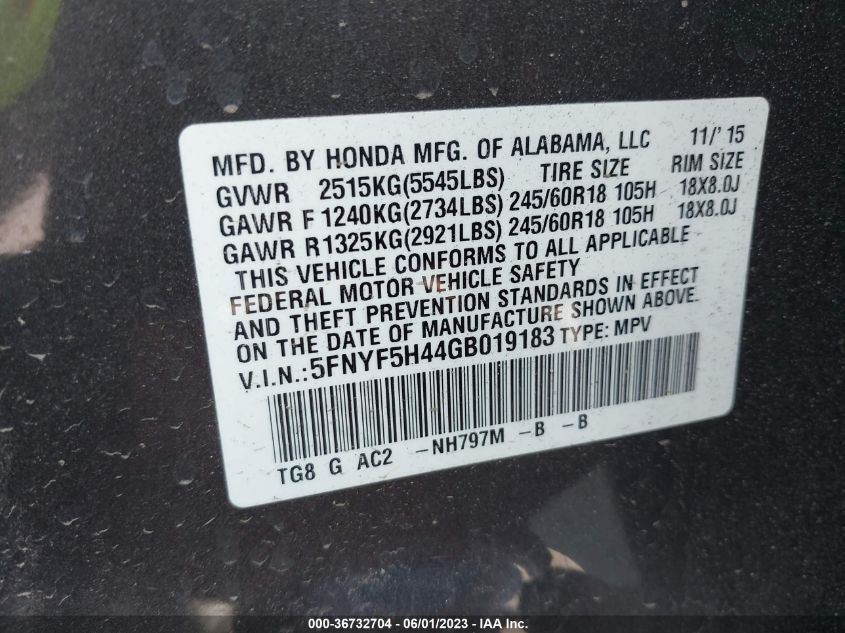 MFD. BY HONDA MFG. OF ALABAMA, LLC 11/' 15
GVWR 2515KG(5545LBS) TIRE SIZE RIM SIZE
GAWR F 1240KG(2734LBS) 245/60R18 105H 18X8.0J
GAWR R1325KG(2921LBS) 245/60R18 105H 18X8.0J
THIS VEHICLE CONFORMS TO ALL APPLICABLE
FEDERAL MOTOR VEHICLE SAFETY
AND THEFT PREVENTION STANDARDS IN EFFECT
ON THE DATE OF MANUFACTURE SHOWN ABOVE.
V.I.N.:5FNYF5H44GB019183 TYPE: MPV
TG8 G AC2 -NH797M -B -B
000-36732704 - 06/01/2023 - IAA Inc.